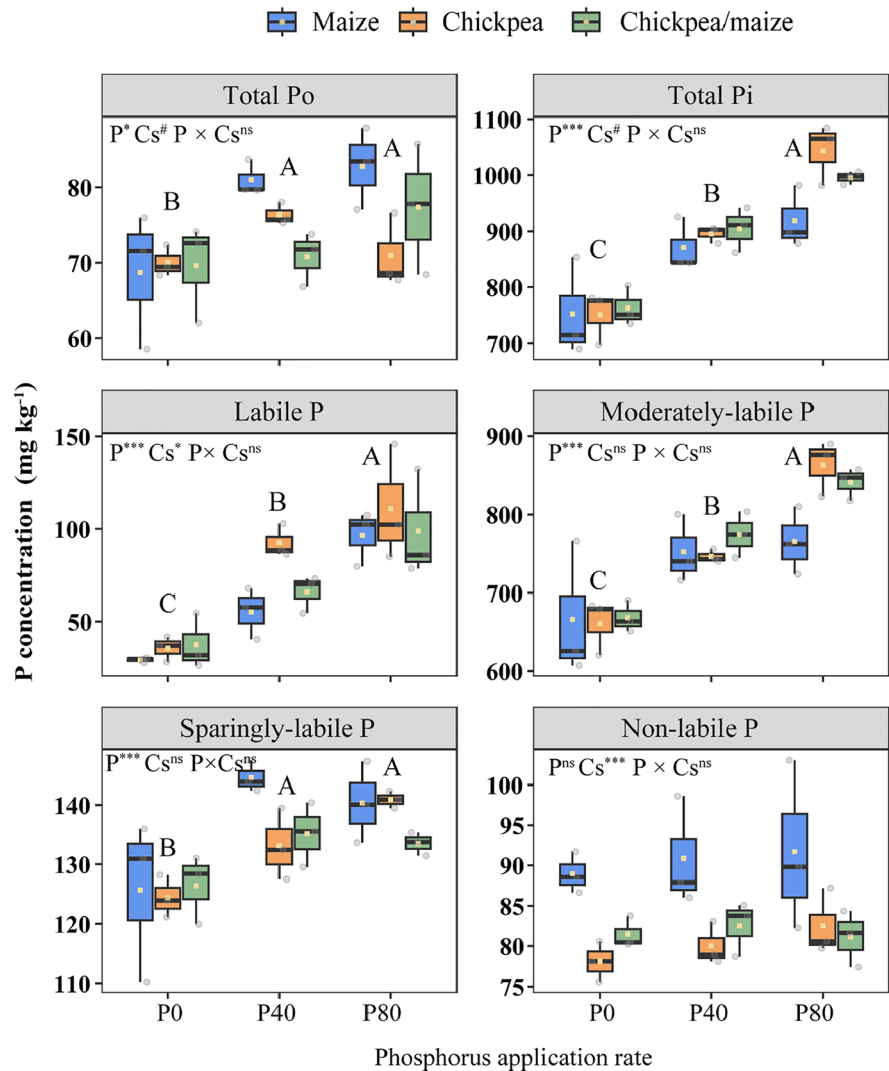 Maize Chickpea Chickpea/maize
Total Po Total Pi
P* Cs# P × Csns P*** Cs# P × Csns
80
70
60
B A A
1100
1000
900
800
700
C B A
Labile P Moderately-labile P
P*** Cs* P× Csns P*** Csns P × Csns
150
100
50
C B A
900
800
700
600
C B A
P concentration (mg kg-1)
Sparingly-labile P Non-labile P
P*** Csns P×Csns Pns Cs*** P × Csns
140
130
120
110
B A A
100
95
90
85
80
75
P0 P40 P80 P0 P40 P80
Phosphorus application rate